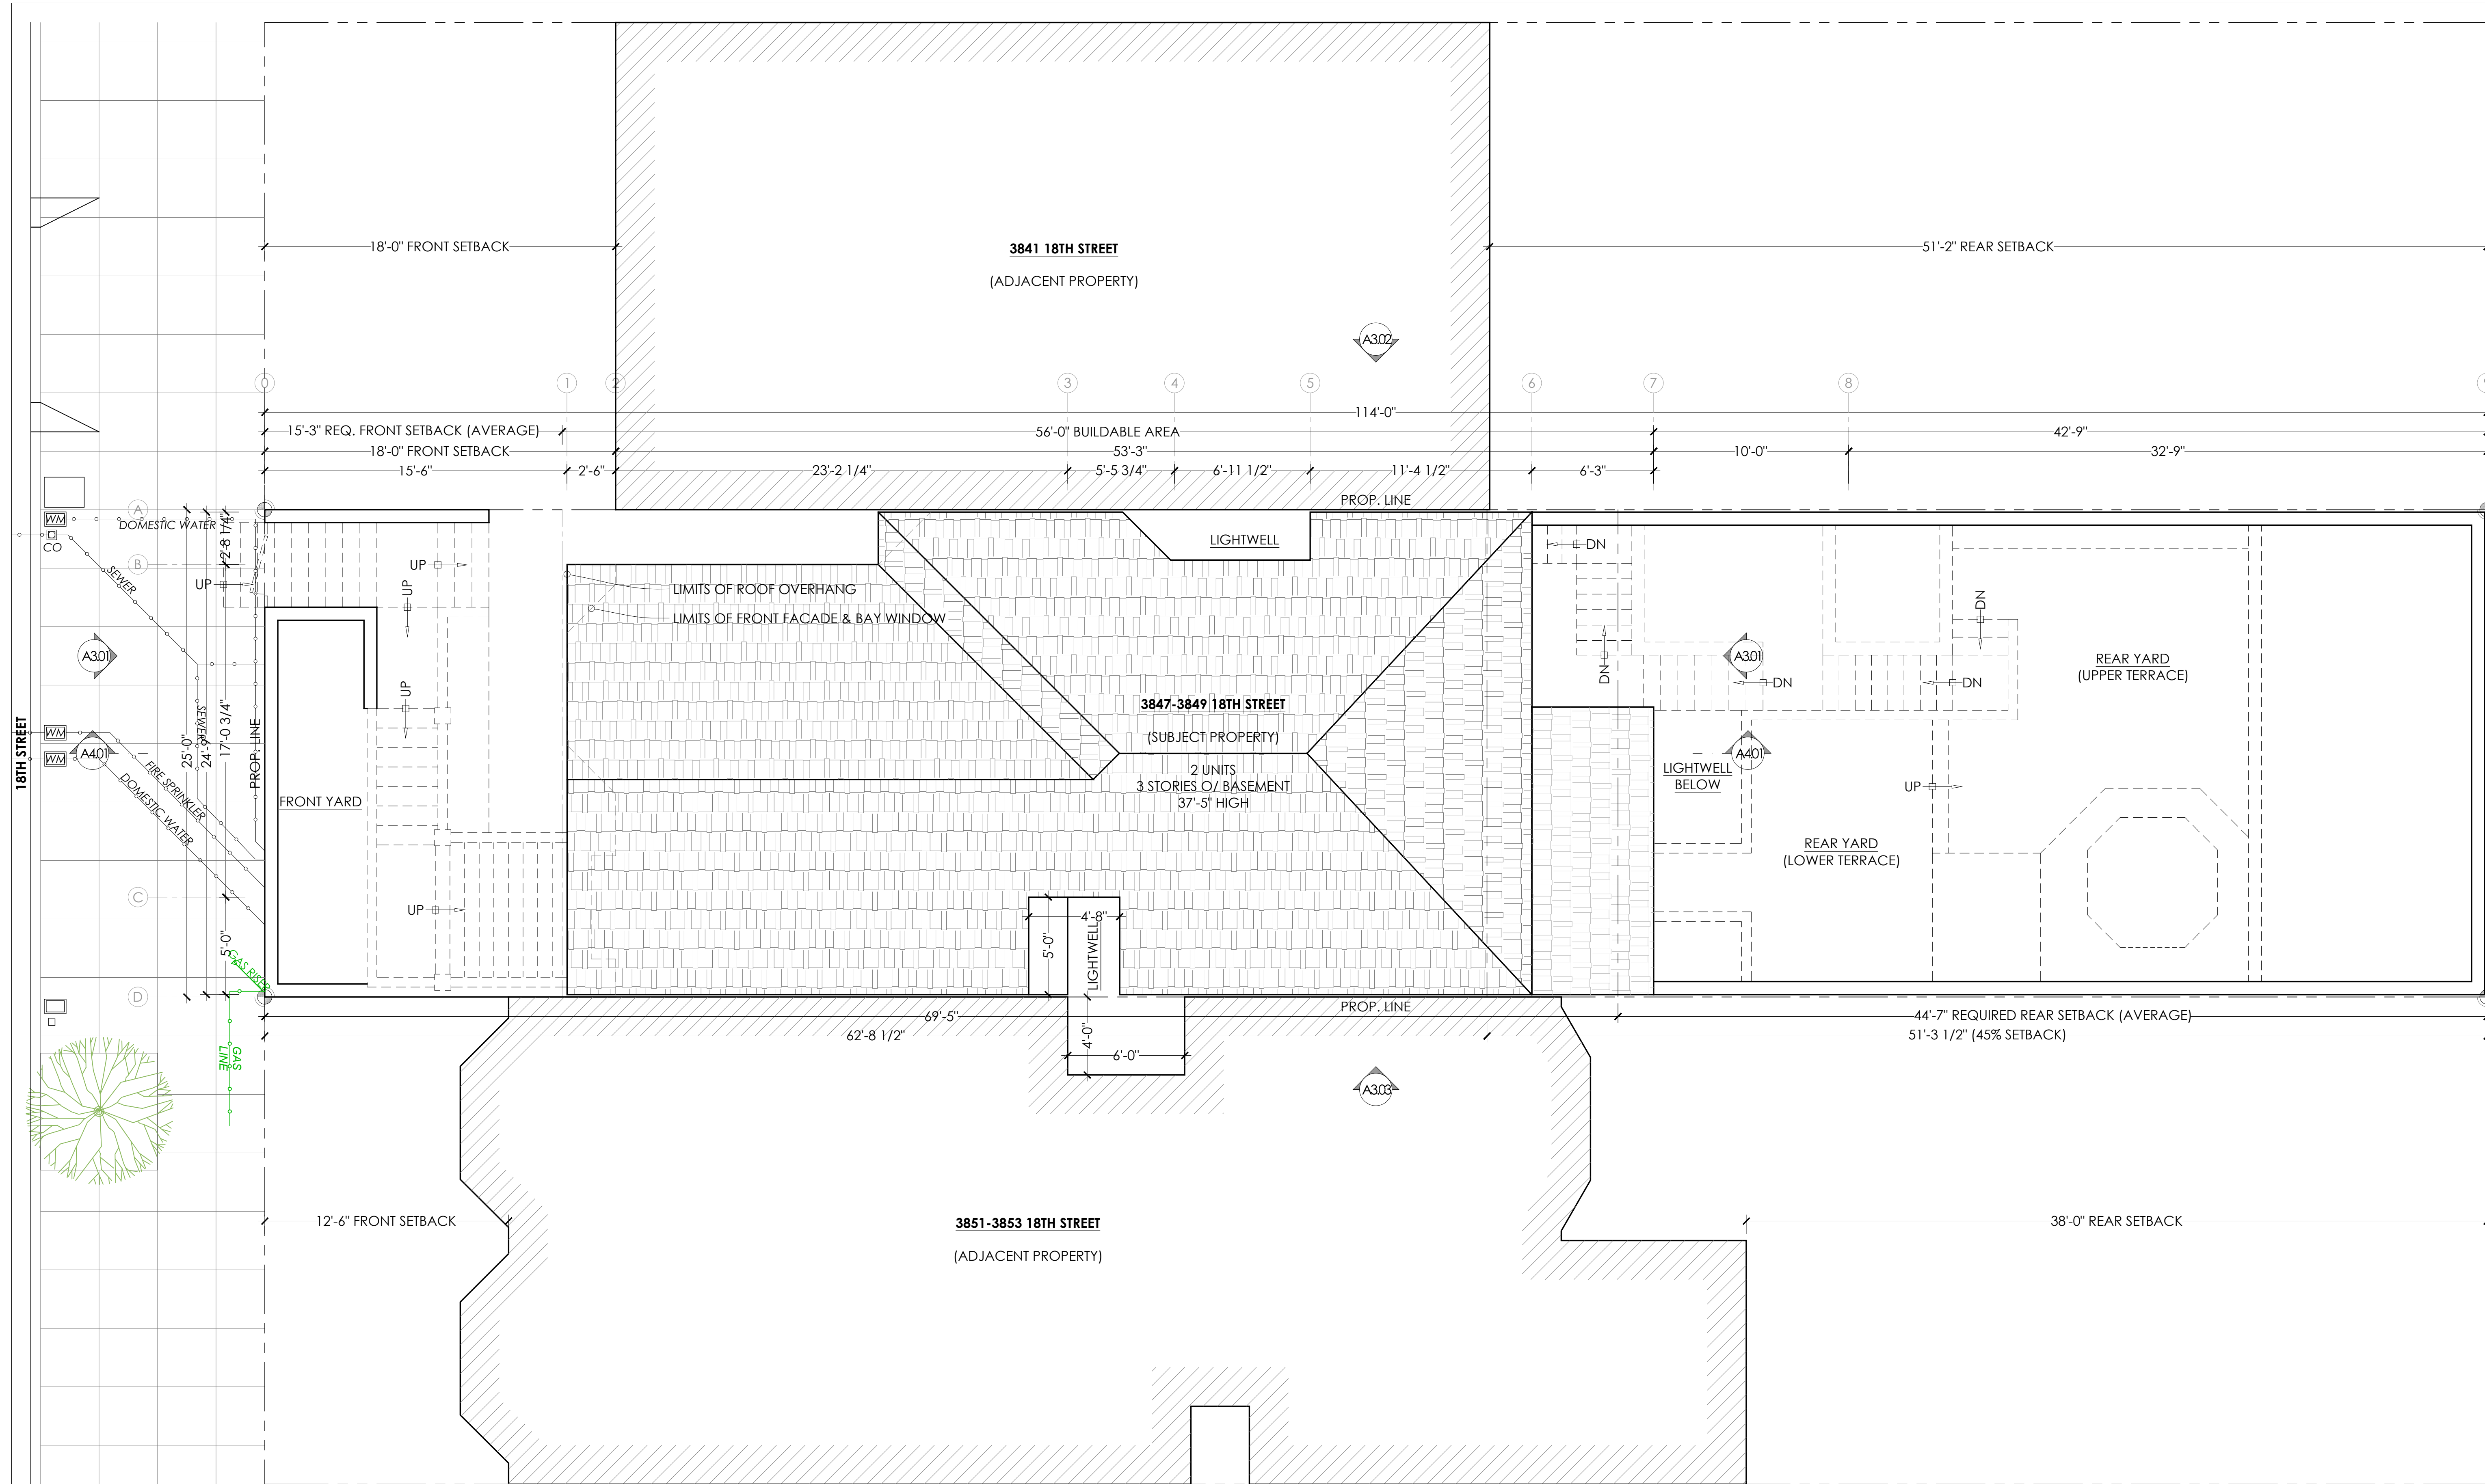 18'-0" FRONT SETBACK
3841 18TH STREET
(ADJACENT PROPERTY)
51'-2" REAR SETBACK
A3.02
0
1
2
3
4
5
6
7
8
114'-0"
15'-3" REQ. FRONT SETBACK (AVERAGE)
56'-0" BUILDABLE AREA
42'-9"
18'-0" FRONT SETBACK
53'-3"
10'-0"
32'-9"
15'-6"
2'-6"
23'-2 1/4"
5'-5 3/4"
6'-11 1/2"
11'-4 1/2"
6'-3"
PROP. LINE
A
WM
DOMESTIC WATER
2'-8 1/4"
CO
LIGHTWELL
DN
B
SEWER
UP
UP
UP
LIMITS OF ROOF OVERHANG
LIMITS OF FRONT FACADE & BAY WINDOW
DN
A3.01
A3.01
REAR YARD
(UPPER TERRACE)
DN
DN
DN
UP
3847-3849 18TH STREET
(SUBJECT PROPERTY)
2 UNITS
3 STORIES O/ BASEMENT
37'-5" HIGH
18TH STREET
WM
WM
A4.01
SEWER
25'-0"
24'-9"
17'-0 3/4"
PROP. LINE
FIRE SPRINKLER
DOMESTIC WATER
FRONT YARD
A4.01
LIGHTWELL
BELOW
UP
REAR YARD
(LOWER TERRACE)
C
UP
4'-8"
5'-0"
LIGHTWELL
5'-0"
GAS RISER
D
PROP. LINE
69'-5"
44'-7" REQUIRED REAR SETBACK (AVERAGE)
62'-8 1/2"
4'-0"
51'-3 1/2" (45% SETBACK)
6'-0"
GAS
LINE
A3.03
12'-6" FRONT SETBACK
3851-3853 18TH STREET
(ADJACENT PROPERTY)
38'-0" REAR SETBACK